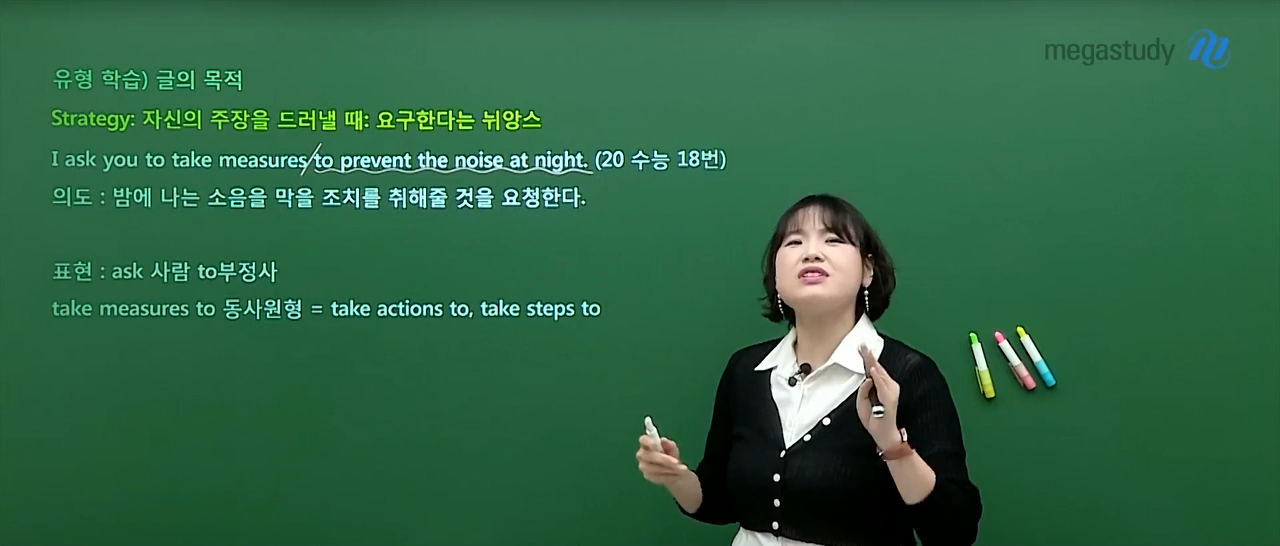 megastudy
유형 학습) 글의 목적
Strategy: 자신의 주장을 드러낼 때: 요구한다는 뉘앙스
I ask you to take measures to prevent the noise at night. (20 수능 18번)
의도 : 밤에 나는 소음을 막을 조치를 취해줄 것을 요청한다.
표현 : ask 사람 to부정사
take measures to 동사원형 = take actions to, take steps to